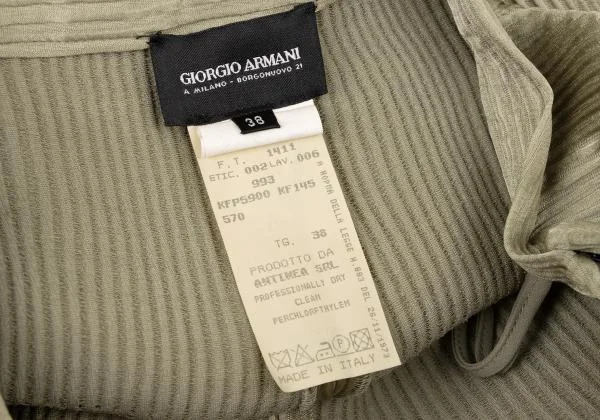 GIORGIO ARMANI
A MILANO - BORGONUOVO 21
38
F.T. 1411
ETIC. 002 LAV. 006
993
KFP5900 KF145
570
TG. 38
PRODOTTO DA
ANTINEA SRL
PROFESSIONALLY DRY
CLEAN
PERCHLORFTHYLEM
P
MADE IN ITALY
A NORMA DELLA LEGGE N.883 DEL 26/11/1973